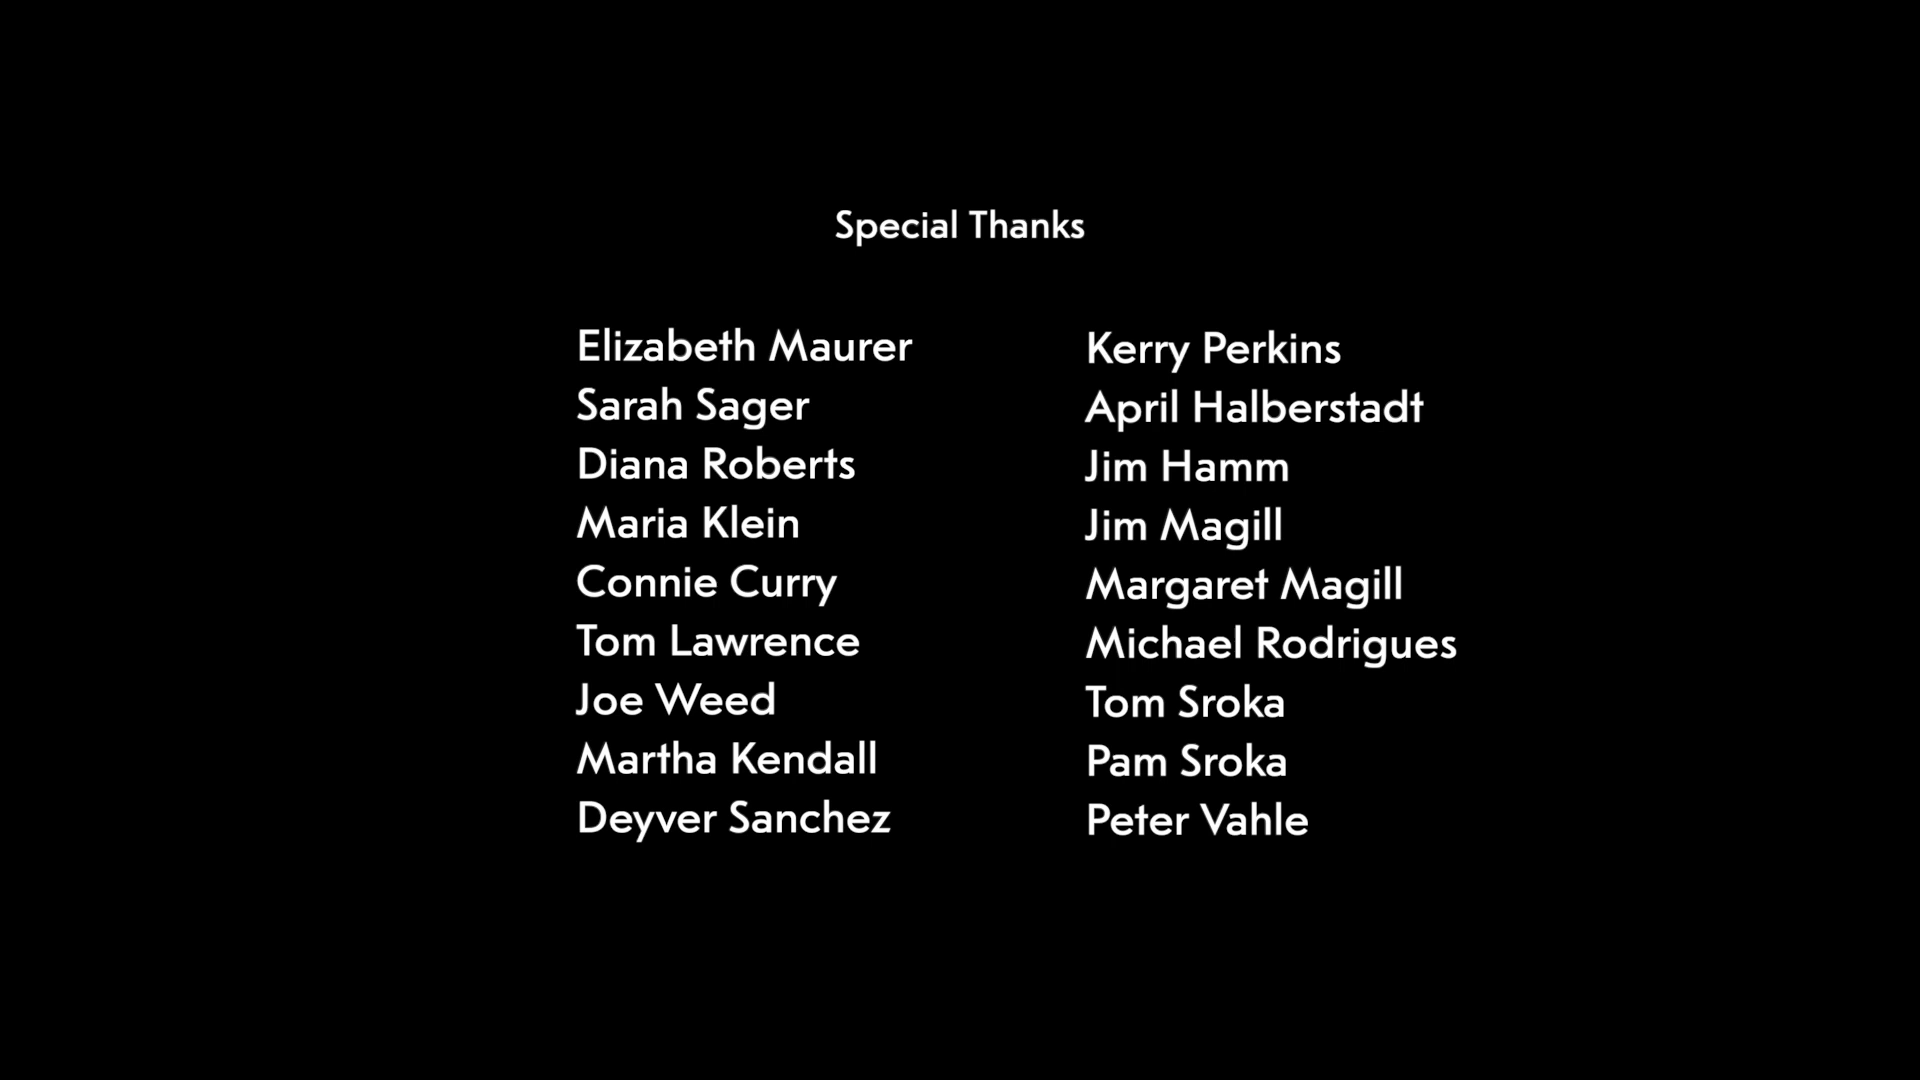 Special Thanks
Elizabeth Maurer
Sarah Sager
Diana Roberts
Maria Klein
Connie Curry
Tom Lawrence
Joe Weed
Martha Kendall
Deyver Sanchez
Kerry Perkins
April Halberstadt
Jim Hamm
Jim Magill
Margaret Magill
Michael Rodrigues
Tom Sroka
Pam Sroka
Peter Vahle